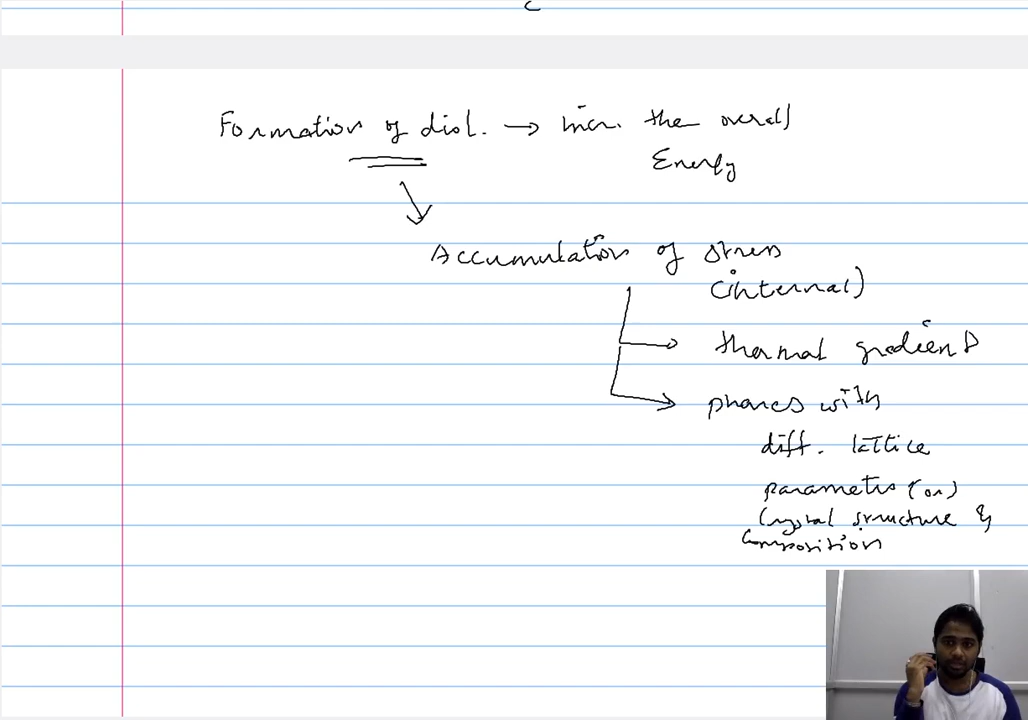 Formation of disl. → incr. the overall
Energy
Accumulation of stress
(internal)
thermal gradient
phases with
diff. lattice
parameters (or)
Crystal structure &
Composition